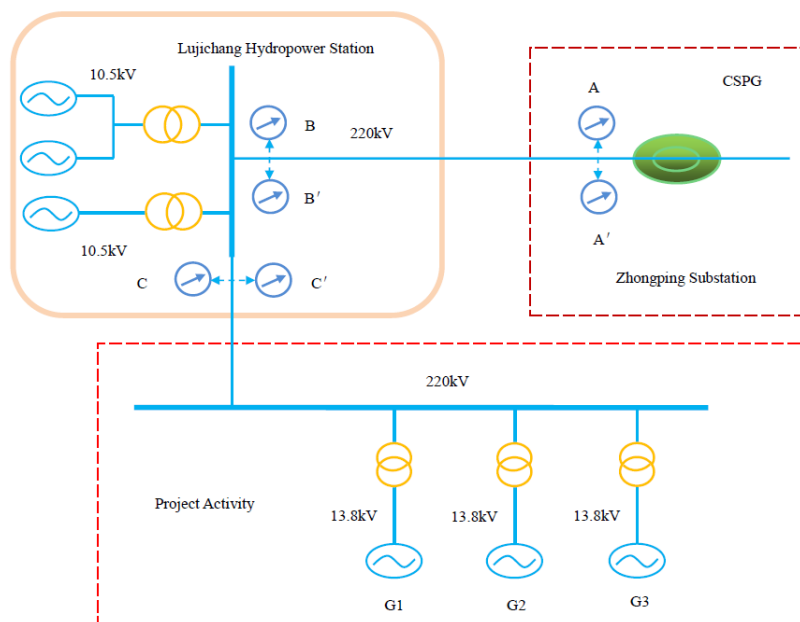 Lujichang Hydropower Station
10.5kV
CSPG
A
B
220kV
B′
A′
10.5kV
Zhongping Substation
C
C′
220kV
Project Activity
13.8kV
13.8kV
13.8kV
G1
G2
G3